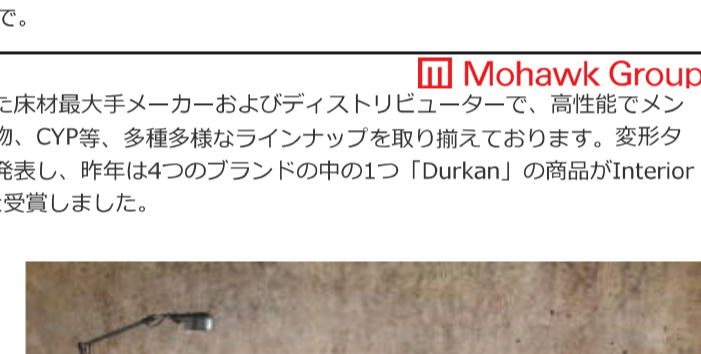 で。
Mohawk Group
た床材最大手メーカーおよびディストリビューターで、高性能でメン
物、CYP等、多種多様なラインナップを取り揃えております。変形タ
発表し、昨年は4つのブランドの中の1つ「Durkan」の商品がInterior
を受賞しました。